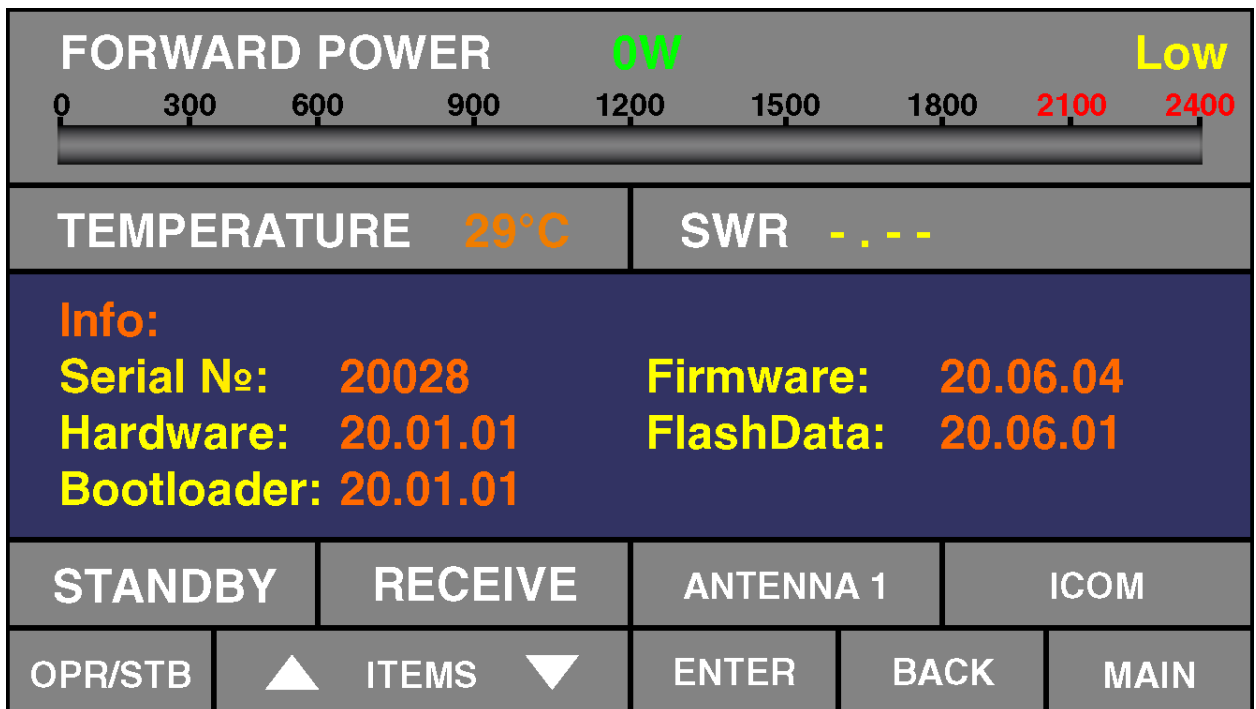 FORWARD POWER 0W Low
0 300 600 900 1200 1500 1800 2100 2400
TEMPERATURE 29°C SWR -.--
Info:
Serial №: 20028 Firmware: 20.06.04
Hardware: 20.01.01 FlashData: 20.06.01
Bootloader: 20.01.01
STANDBY RECEIVE ANTENNA 1 ICOM
OPR/STB ▲ ITEMS ▼ ENTER BACK MAIN